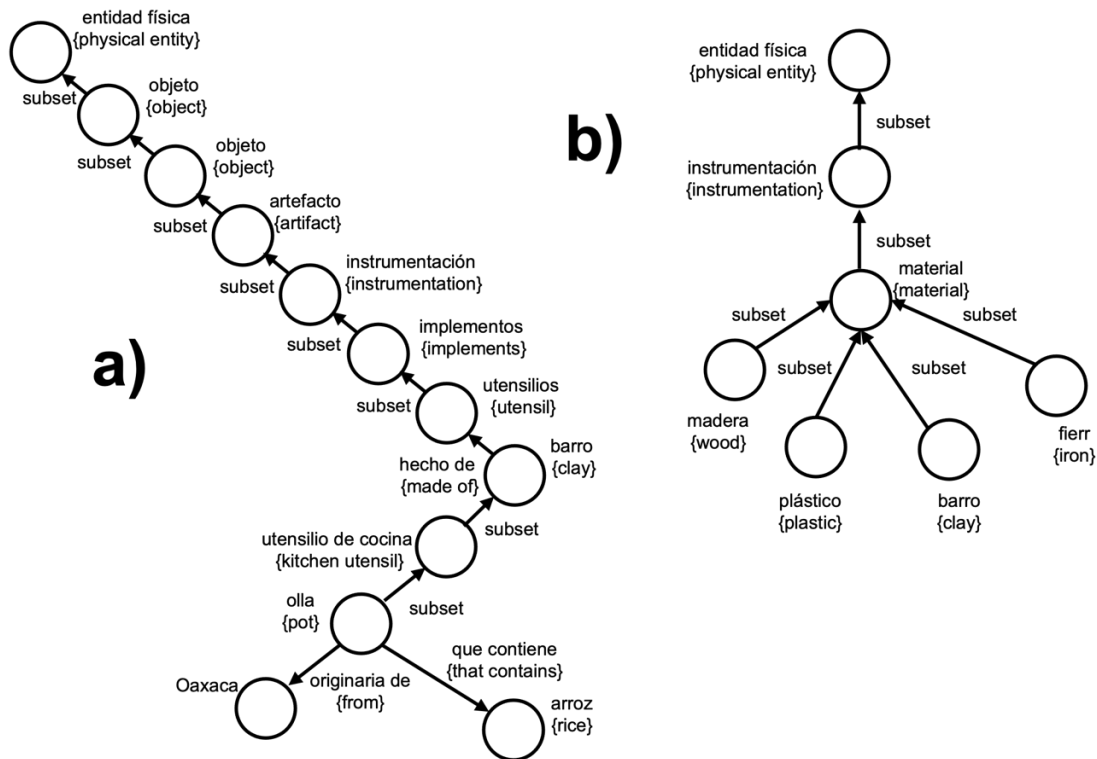 entidad física
{physical entity}
subset
objeto
{object}
subset
objeto
{object}
subset
artefacto
{artifact}
subset
instrumentación
{instrumentation}
subset
implementos
{implements}
subset
utensilios
{utensil}
a)
hecho de
{made of}
barro
{clay}
subset
utensilio de cocina
{kitchen utensil}
subset
olla
{pot}
que contiene
{that contains}
Oaxaca
originaria de
{from}
arroz
{rice}
b)
entidad física
{physical entity}
subset
instrumentación
{instrumentation}
subset
material
{material}
subset
subset
subset
subset
madera
{wood}
plástico
{plastic}
barro
{clay}
fierr
{iron}